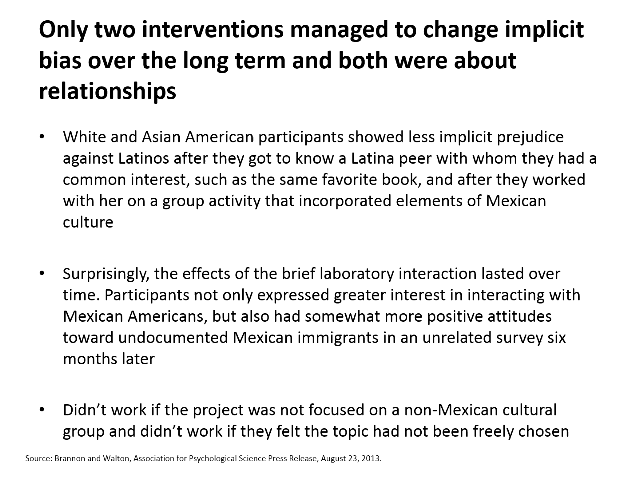 Only two interventions managed to change implicit
bias over the long term and both were about
relationships
• White and Asian American participants showed less implicit prejudice
against Latinos after they got to know a Latina peer with whom they had a
common interest, such as the same favorite book, and after they worked
with her on a group activity that incorporated elements of Mexican
culture
• Surprisingly, the effects of the brief laboratory interaction lasted over
time. Participants not only expressed greater interest in interacting with
Mexican Americans, but also had somewhat more positive attitudes
toward undocumented Mexican immigrants in an unrelated survey six
months later
• Didn’t work if the project was not focused on a non-Mexican cultural
group and didn’t work if they felt the topic had not been freely chosen
Source: Brannon and Walton, Association for Psychological Science Press Release, August 23, 2013.